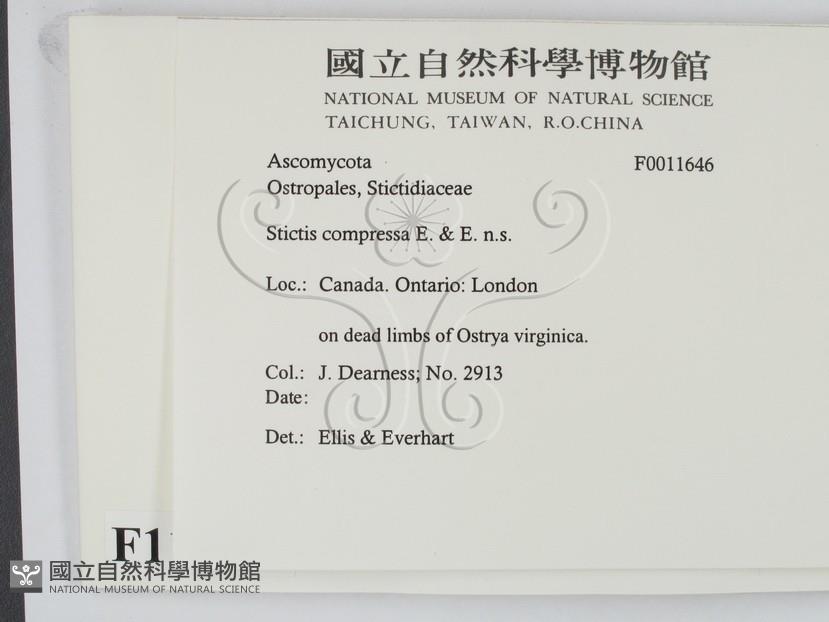 國立自然科學博物館
NATIONAL MUSEUM OF NATURAL SCIENCE
TAICHUNG, TAIWAN, R.O.CHINA
Ascomycota F0011646
Ostropales, Stictidiaceae
Stictis compressa E. & E. n.s.
Loc.: Canada. Ontario: London
on dead limbs of Ostrya virginica.
Col.: J. Dearness; No. 2913
Date:
Det.: Ellis & Everhart
F1
國立自然科學博物館
NATIONAL MUSEUM OF NATURAL SCIENCE